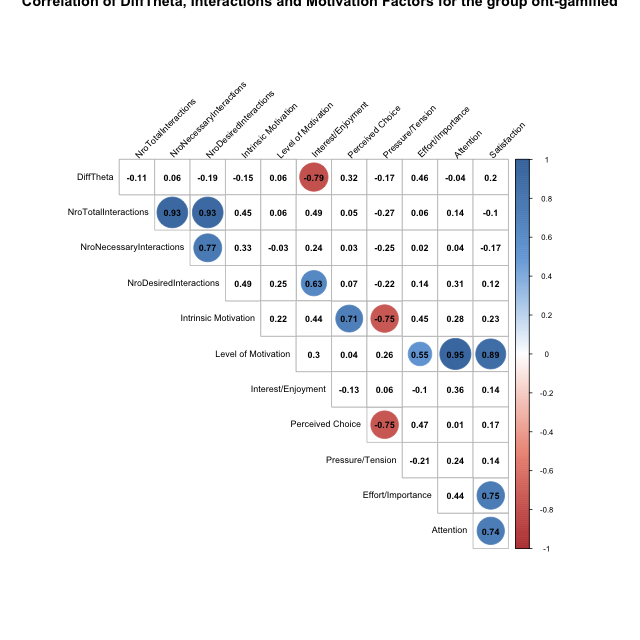 Correlation of DiffTheta, Interactions and Motivation Factors for the group ont-gamified
NroTotalInteractions
NroNecessaryInteractions
NroDesiredInteractions
Intrinsic Motivation
Level of Motivation
Interest/Enjoyment
Perceived Choice
Pressure/Tension
Effort/Importance
Attention
Satisfaction
DiffTheta -0.11 0.06 -0.19 -0.15 0.06 -0.79 0.32 -0.17 0.46 -0.04 0.2
NroTotalInteractions 0.93 0.93 0.45 0.06 0.49 0.05 -0.27 0.06 0.14 -0.1
NroNecessaryInteractions 0.77 0.33 -0.03 0.24 0.03 -0.25 0.02 0.04 -0.17
NroDesiredInteractions 0.49 0.25 0.63 0.07 -0.22 0.14 0.31 0.12
Intrinsic Motivation 0.22 0.44 0.71 -0.75 0.45 0.28 0.23
Level of Motivation 0.3 0.04 0.26 0.55 0.95 0.89
Interest/Enjoyment -0.13 0.06 -0.1 0.36 0.14
Perceived Choice -0.75 0.47 0.01 0.17
Pressure/Tension -0.21 0.24 0.14
Effort/Importance 0.44 0.75
Attention 0.74
1
0.8
0.6
0.4
0.2
0
-0.2
-0.4
-0.6
-0.8
-1